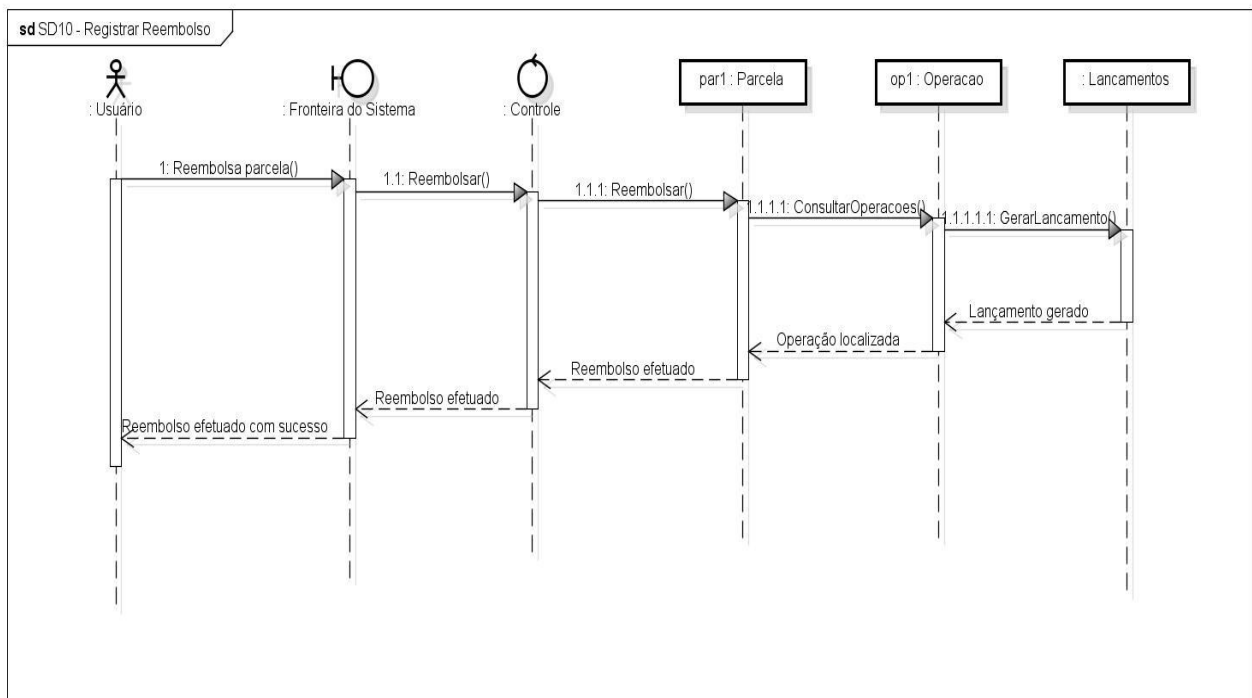 sd SD10 - Registrar Reembolso
: Usuário
: Fronteira do Sistema
: Controle
par1 : Parcela
op1 : Operacao
: Lancamentos
1: Reembolsa parcela()
1.1: Reembolsar()
1.1.1: Reembolsar()
1.1.1.1: ConsultarOperacoes()
1.1.1.1.1: GerarLancamento()
Lançamento gerado
Operação localizada
Reembolso efetuado
Reembolso efetuado
Reembolso efetuado com sucesso